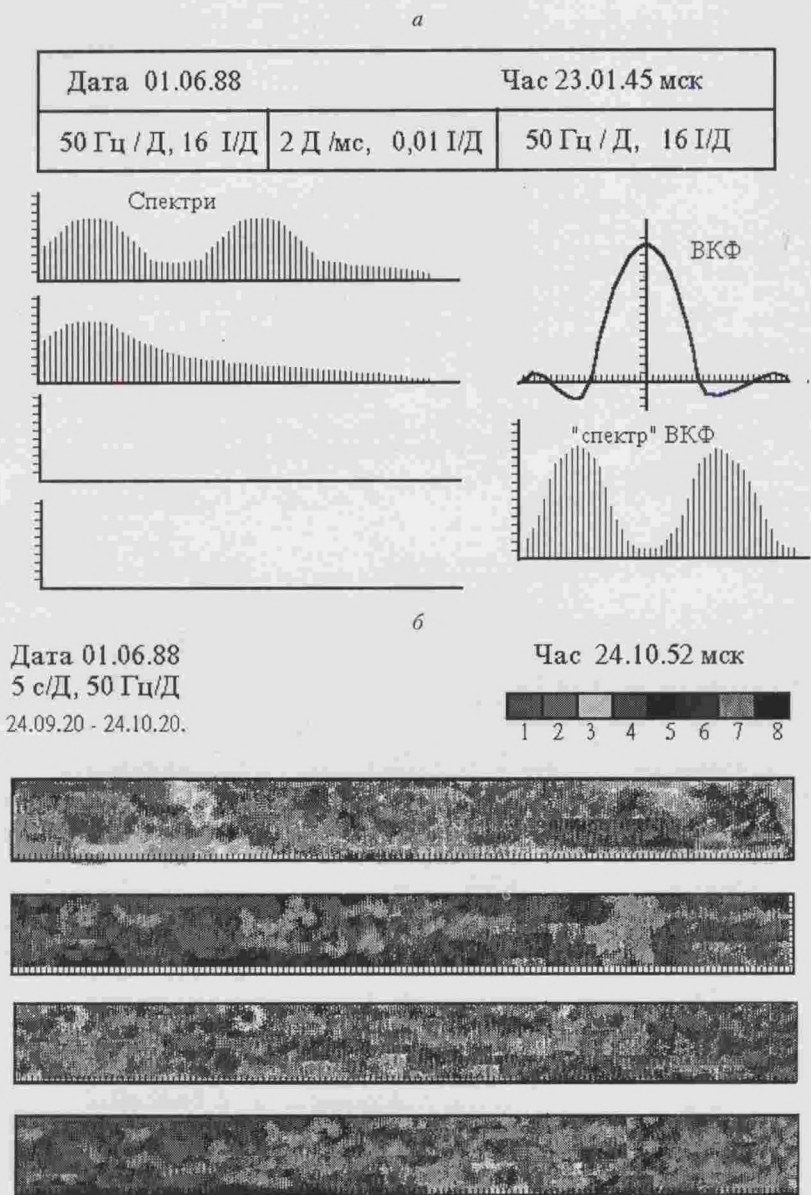 а
Дата 01.06.88 Час 23.01.45 мск
50 Гц / Д, 16 І/Д 2 Д /мс, 0,01 І/Д 50 Гц / Д, 16 І/Д
Спектри
ВКФ
"спектр" ВКФ
б
Дата 01.06.88 Час 24.10.52 мск
5 с/Д, 50 Гц/Д
24.09.20 - 24.10.20.
1 2 3 4 5 6 7 8